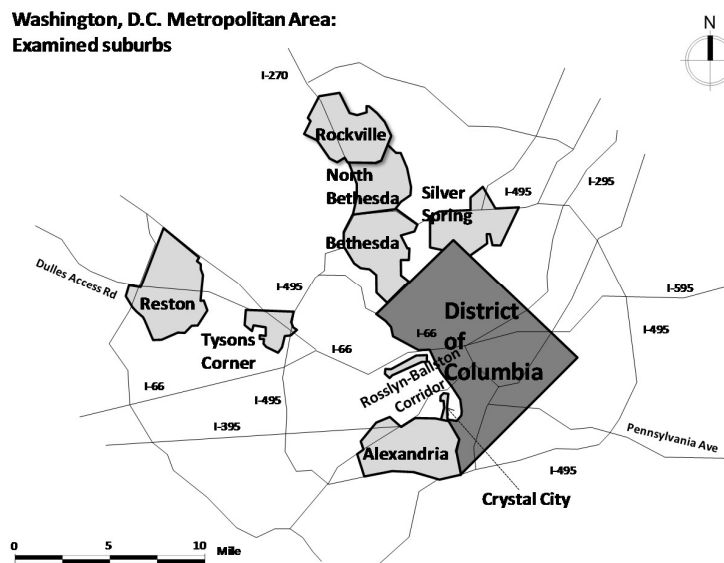 Washington, D.C. Metropolitan Area:
Examined suburbs
N
I-270
Rockville
North
Bethesda
Silver
Spring
I-495
I-295
Bethesda
Dulles Access Rd
Reston
I-495
I-595
District
of
Columbia
I-66
I-495
Tysons
Corner
I-66
Rosslyn-Ballston
Corridor
I-66
I-495
I-395
Alexandria
Pennsylvania Ave
I-495
Crystal City
0
5
10
Mile